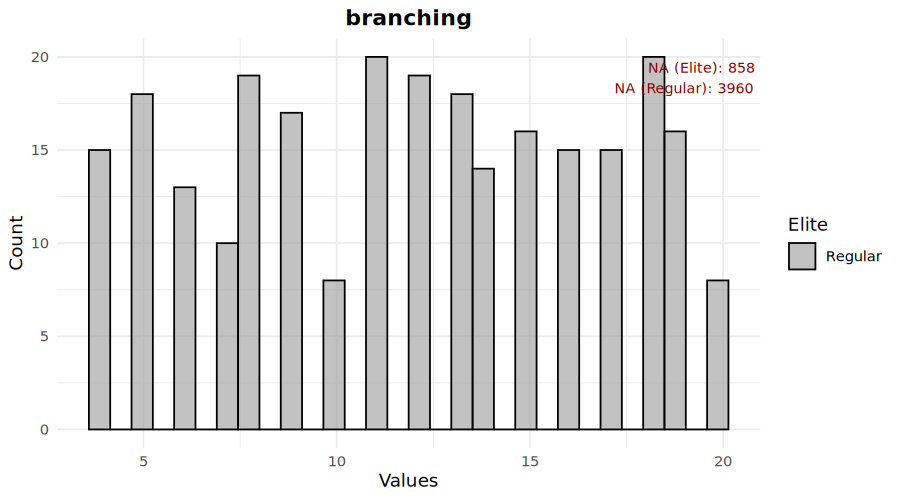 branching
20
15
10
5
0
Count
NA (Elite): 858
NA (Regular): 3960
5
10
15
20
Values
Elite
Regular